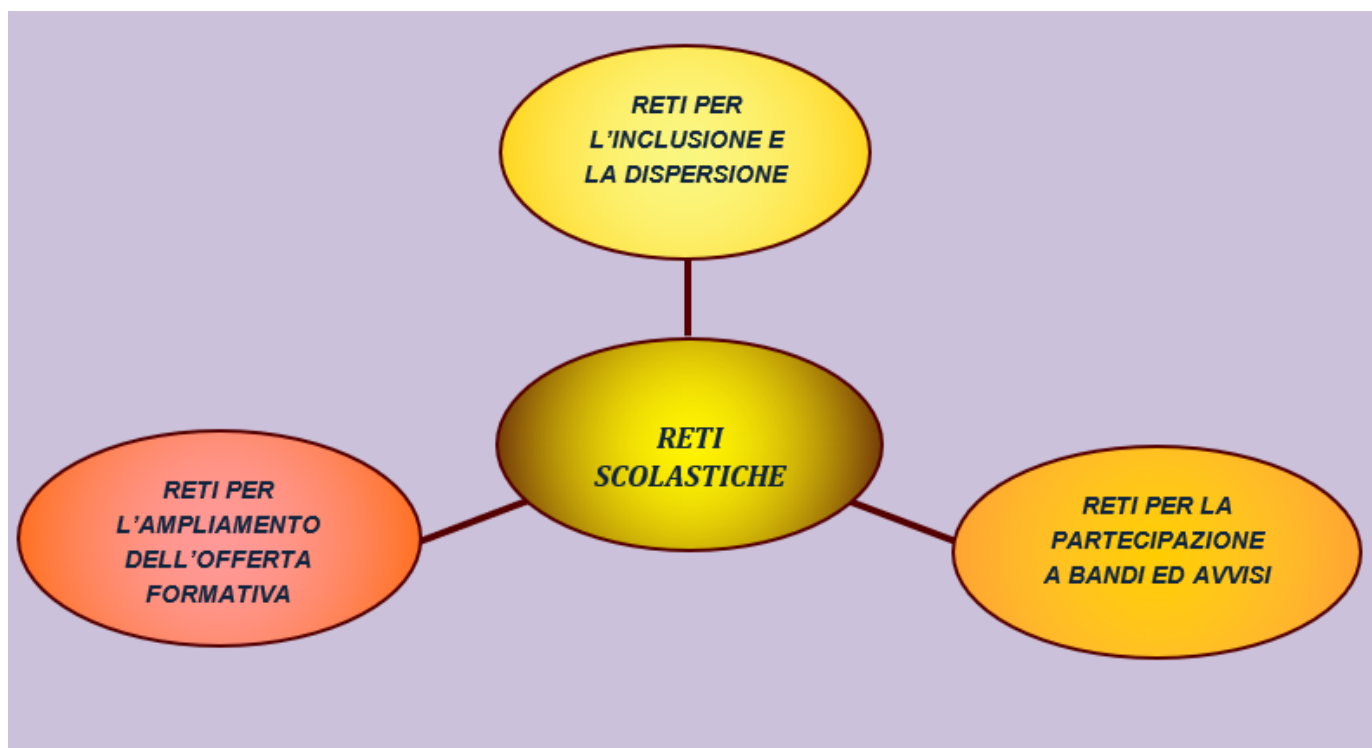 RETI PER
L’INCLUSIONE E
LA DISPERSIONE
RETI
SCOLASTICHE
RETI PER
L’AMPLIAMENTO
DELL’OFFERTA
FORMATIVA
RETI PER LA
PARTECIPAZIONE
A BANDI ED AVVISI